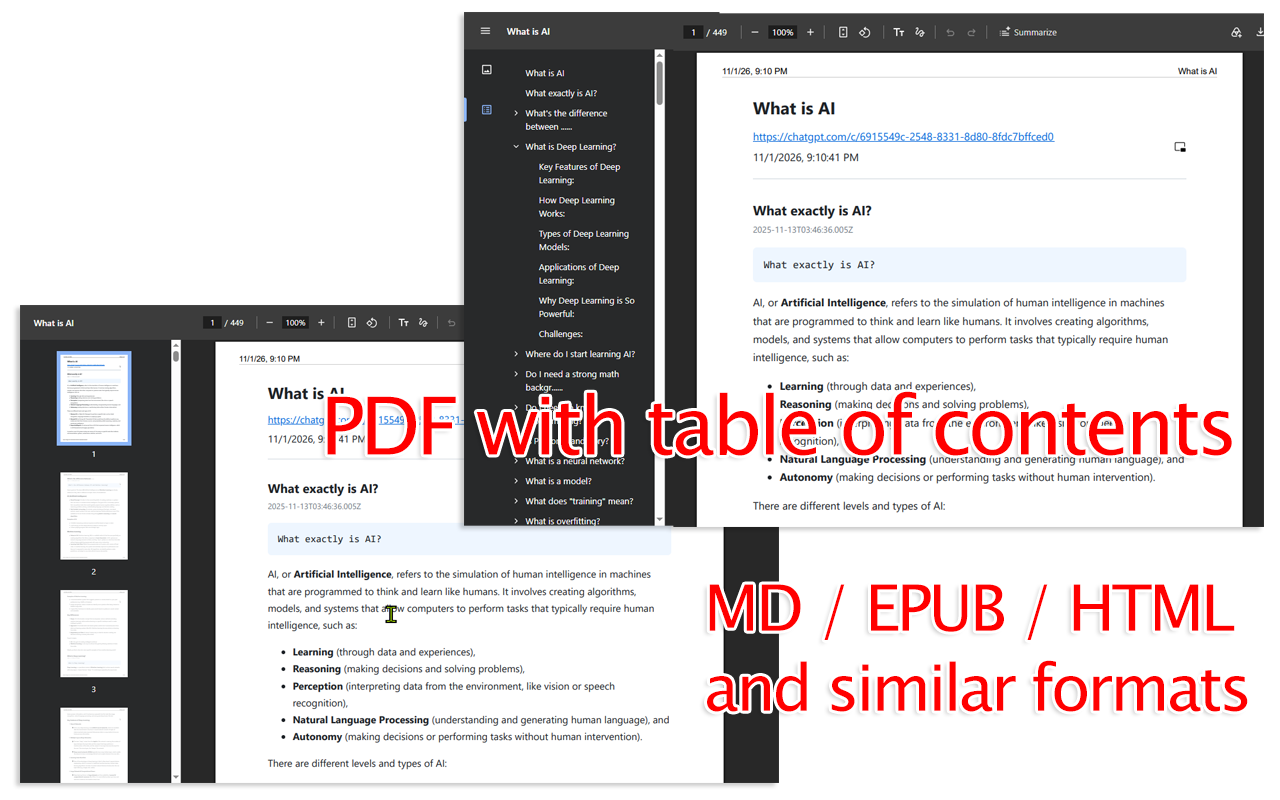 What is AI
1 / 449
100%
Summarize
What is AI
What exactly is AI?
What's the difference
between ......
What is Deep Learning?
Key Features of Deep
Learning:
How Deep Learning
Works:
Types of Deep Learning
Models:
Applications of Deep
Learning:
Why Deep Learning is So
Powerful:
Challenges:
Where do I start learning AI?
Do I need a strong math
backgr......
What is a neural network?
What is a model?
What does "training" mean?
What is overfitting?
11/1/26, 9:10 PM
What is AI
What is AI
https://chatgpt.com/c/6915549c-2548-8331-8d80-8fdc7bffced0
11/1/2026, 9:10:41 PM
What exactly is AI?
2025-11-13T03:46:36.005Z
What exactly is AI?
AI, or Artificial Intelligence, refers to the simulation of human intelligence in machines
that are programmed to think and learn like humans. It involves creating algorithms,
models, and systems that allow computers to perform tasks that typically require human
intelligence, such as:
Learning (through data and experiences),
Reasoning (making decisions and solving problems),
Natural Language Processing (understanding and generating human language), and
Autonomy (making decisions or performing tasks without human intervention).
There are different levels and types of AI:
PDF with table of contents
What is AI
1 / 449
100%
1
2
3
11/1/26, 9:10 PM
What is AI
11/1/2026, 9: 41 PM
What exactly is AI?
2025-11-13T03:46:36.005Z
What exactly is AI?
AI, or Artificial Intelligence, refers to the simulation of human intelligence in machines
that are programmed to think and learn like humans. It involves creating algorithms,
models, and systems that allow computers to perform tasks that typically require human
intelligence, such as:
Learning (through data and experiences),
Reasoning (making decisions and solving problems),
Perception (interpreting data from the environment, like vision or speech
recognition),
Natural Language Processing (understanding and generating human language), and
Autonomy (making decisions or performing tasks without human intervention).
There are different levels and types of AI:
MD / EPUB / HTML
and similar formats